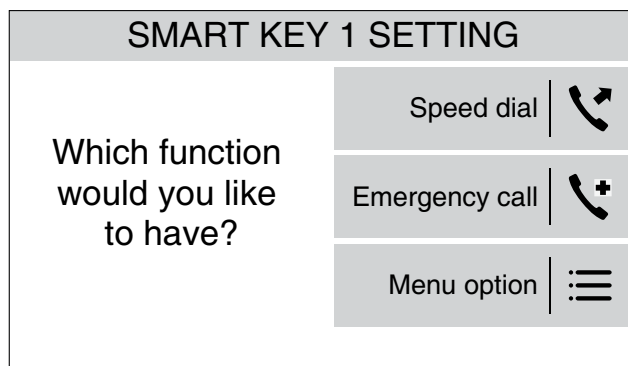 SMART KEY 1 SETTING
Which function
would you like
to have?
Speed dial
Emergency call
Menu option